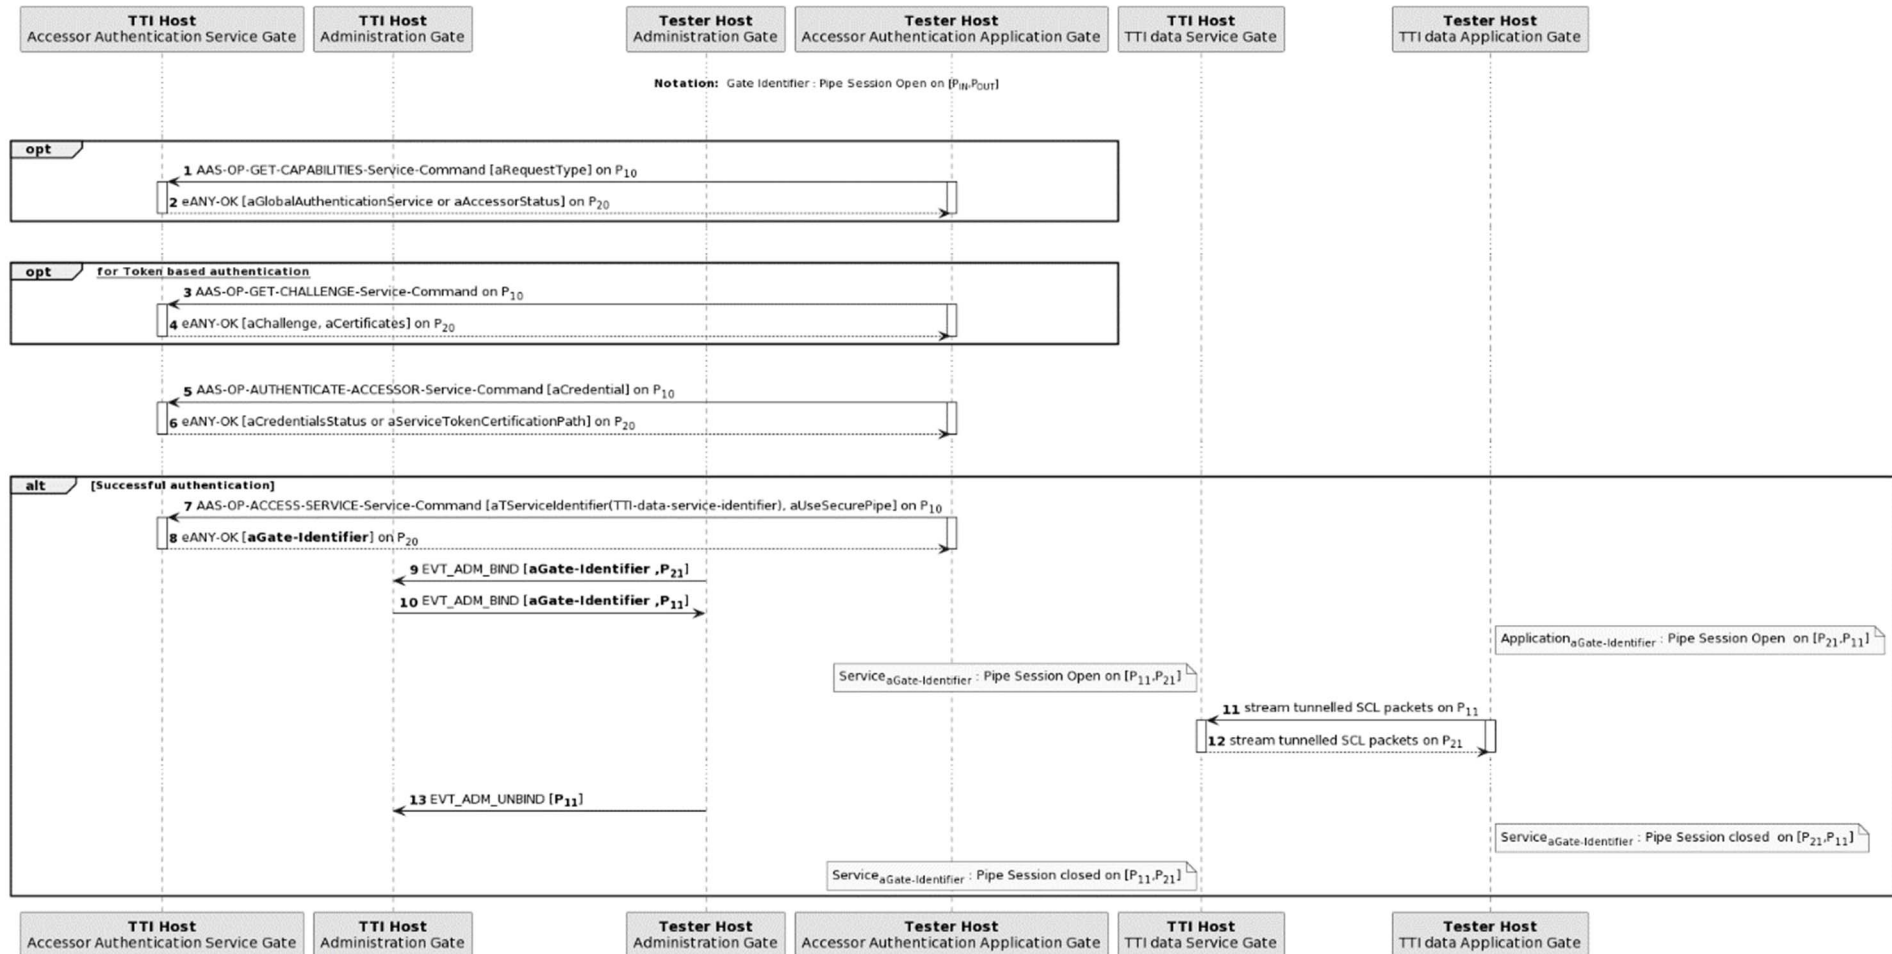 TTI Host
Accessor Authentication Service Gate
TTI Host
Administration Gate
Tester Host
Administration Gate
Tester Host
Accessor Authentication Application Gate
TTI Host
TTI data Service Gate
Tester Host
TTI data Application Gate
Notation: Gate Identifier : Pipe Session Open on [PIN,POUT]
opt
1 AAS-OP-GET-CAPABILITIES-Service-Command [aRequestType] on P10
2 eANY-OK [aGlobalAuthenticationService or aAccessorStatus] on P20
opt for Token based authentication
3 AAS-OP-GET-CHALLENGE-Service-Command on P10
4 eANY-OK [aChallenge, aCertificates] on P20
5 AAS-OP-AUTHENTICATE-ACCESSOR-Service-Command [aCredential] on P10
6 eANY-OK [aCredentialsStatus or aServiceTokenCertificationPath] on P20
alt [Successful authentication]
7 AAS-OP-ACCESS-SERVICE-Service-Command [aTServiceIdentifier(TTI-data-service-identifier), aUseSecurePipe] on P10
8 eANY-OK [aGate-Identifier] on P20
9 EVT_ADM_BIND [aGate-Identifier ,P21]
10 EVT_ADM_BIND [aGate-Identifier ,P11]
ApplicationaGate-Identifier : Pipe Session Open on [P21,P11]
ServiceaGate-Identifier : Pipe Session Open on [P11,P21]
11 stream tunnelled SCL packets on P11
12 stream tunnelled SCL packets on P21
13 EVT_ADM_UNBIND [P11]
ServiceaGate-Identifier : Pipe Session closed on [P21,P11]
ServiceaGate-Identifier : Pipe Session closed on [P11,P21]
TTI Host
Accessor Authentication Service Gate
TTI Host
Administration Gate
Tester Host
Administration Gate
Tester Host
Accessor Authentication Application Gate
TTI Host
TTI data Service Gate
Tester Host
TTI data Application Gate